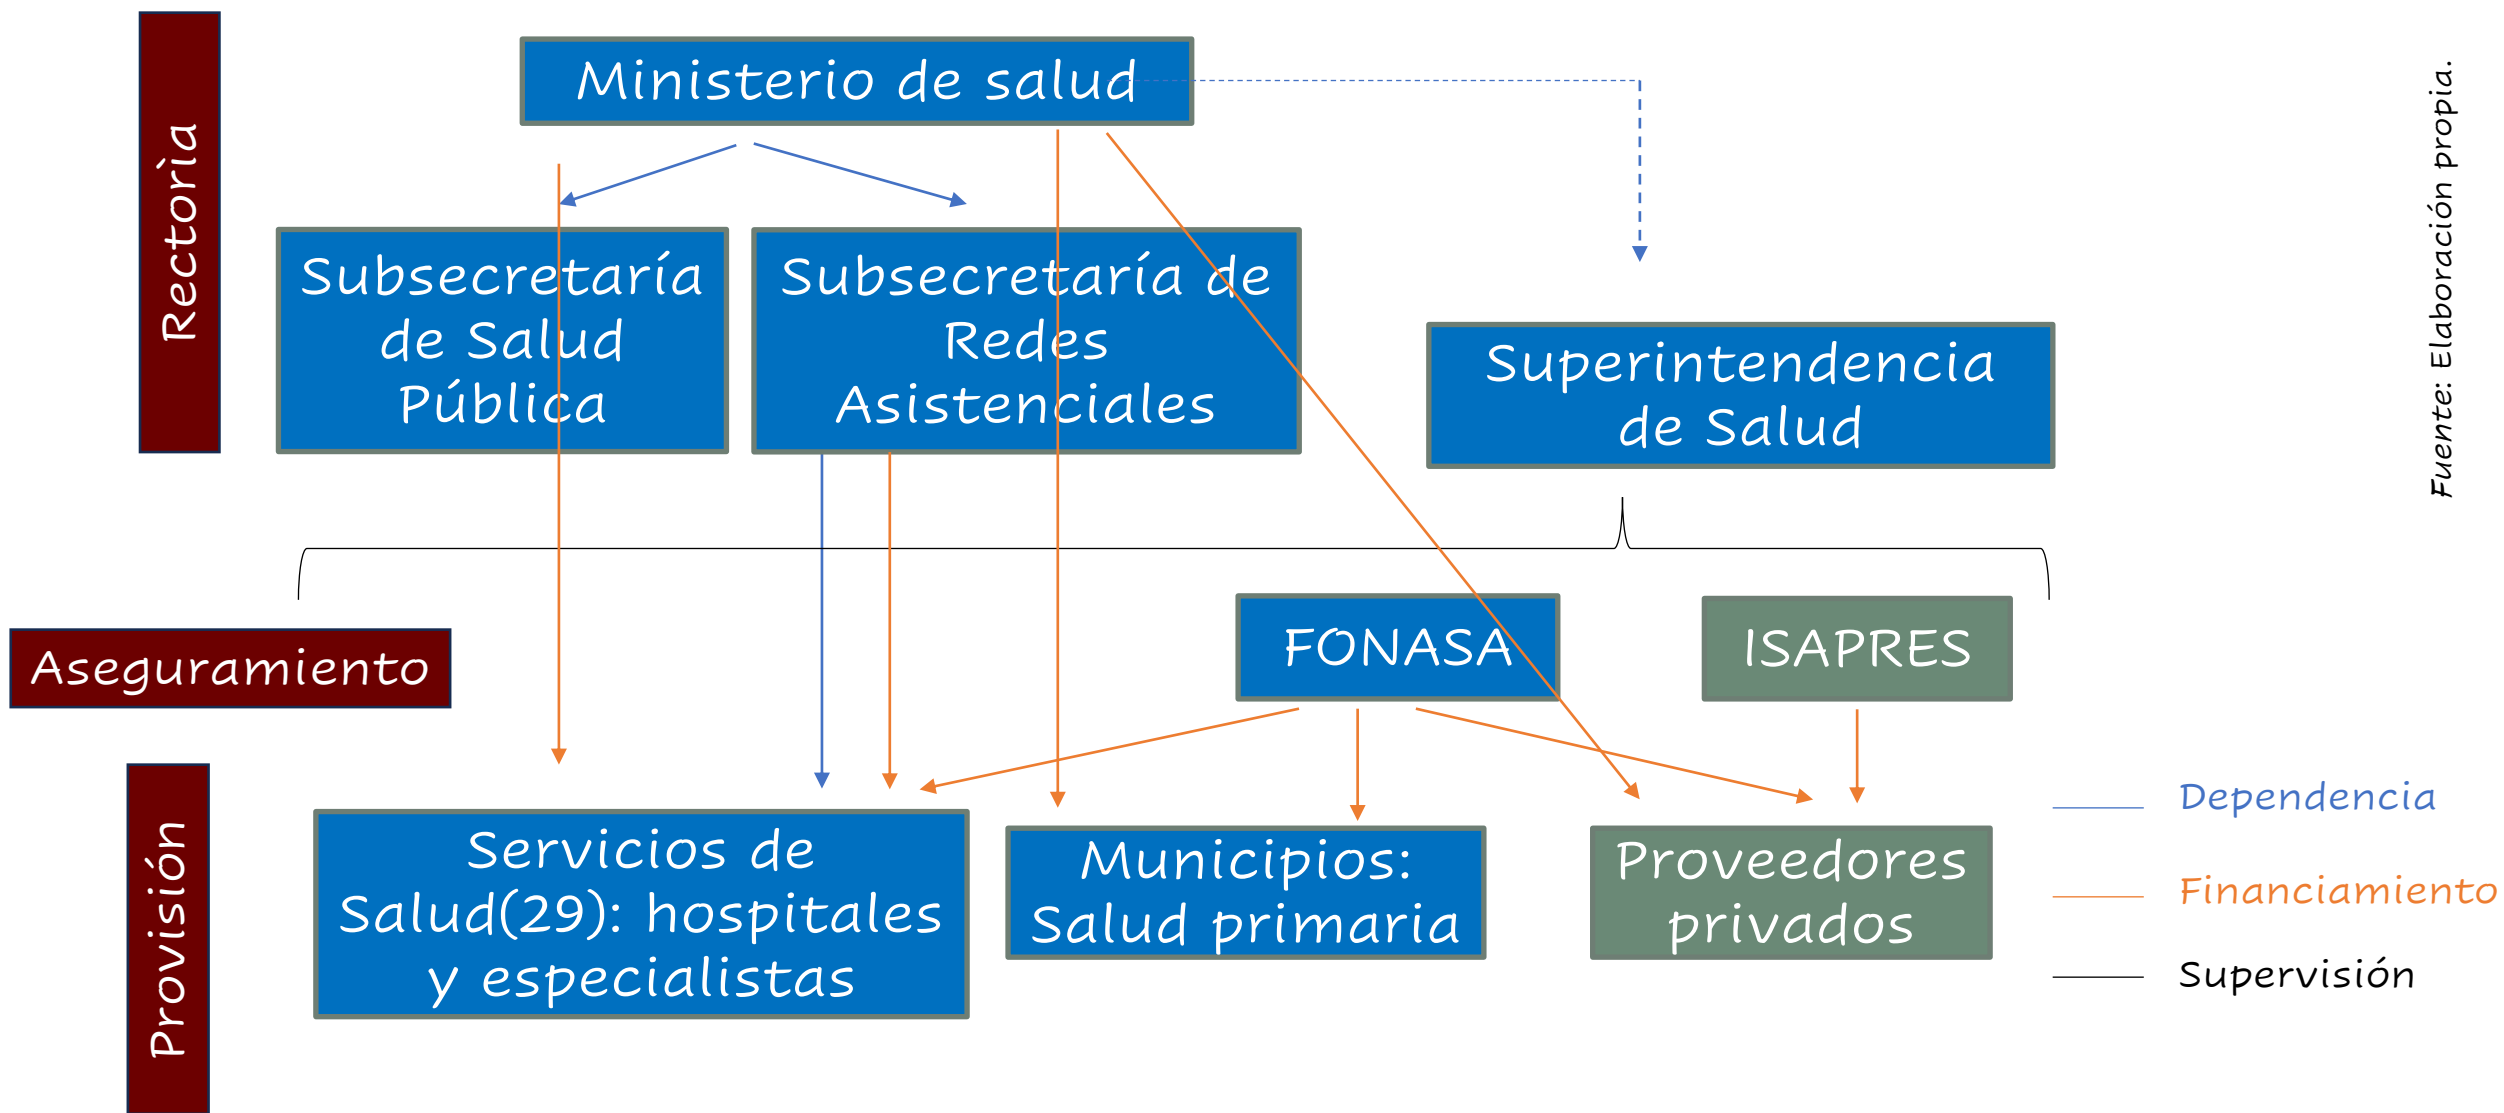 Rectoría
Ministerio de salud
Subsecretaría
de Salud
Pública
Subsecretaría de
Redes
Asistenciales
Superintendencia
de Salud
Fuente: Elaboración propia.
Aseguramiento
FONASA
ISAPRES
Provisión
Servicios de
Salud(29): hospitales
y especialistas
Municipios:
Salud primaria
Proveedores
privados
Dependencia
Financiamiento
Supervisión